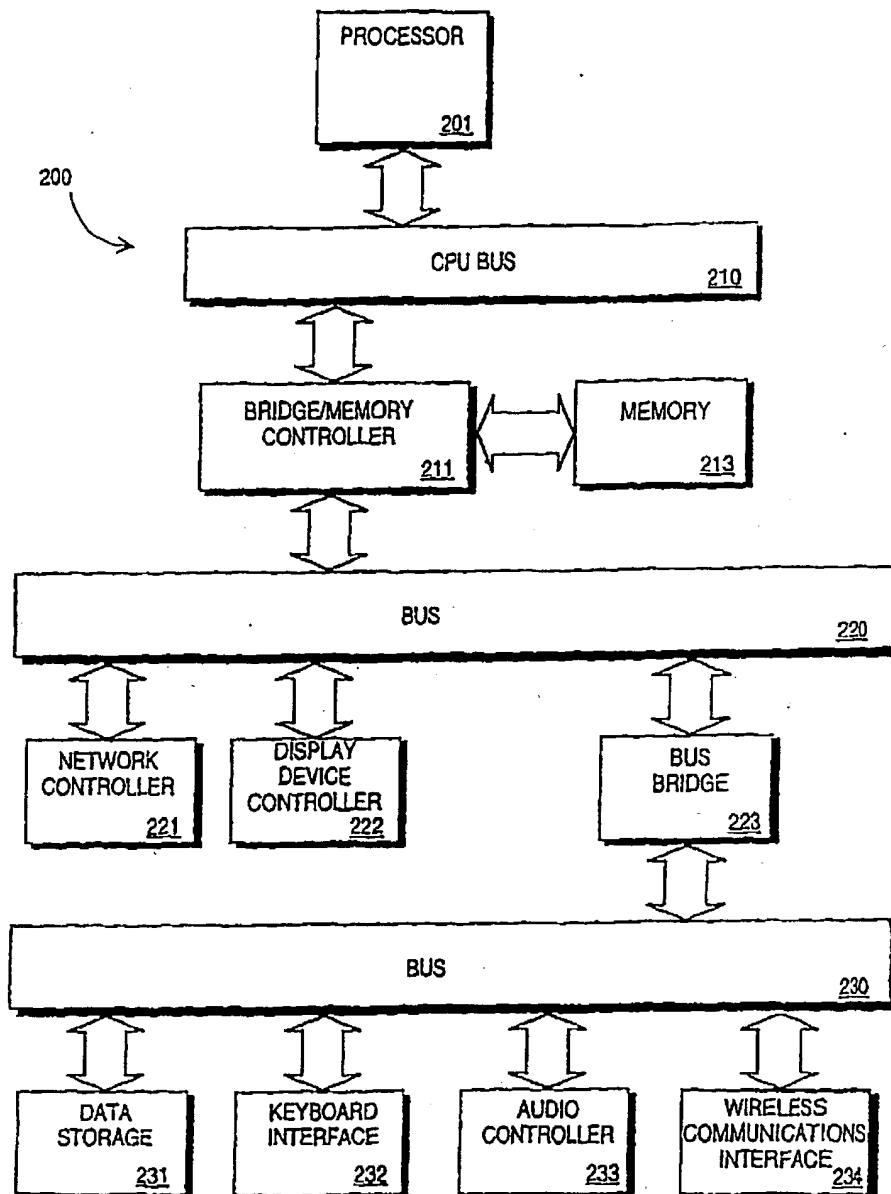 PROCESSOR
201
200
CPU BUS
210
BRIDGE/MEMORY
CONTROLLER
211
MEMORY
213
BUS
220
NETWORK
CONTROLLER
221
DISPLAY
DEVICE
CONTROLLER
222
BUS
BRIDGE
223
BUS
230
DATA
STORAGE
231
KEYBOARD
INTERFACE
232
AUDIO
CONTROLLER
233
WIRELESS
COMMUNICATIONS
INTERFACE
234